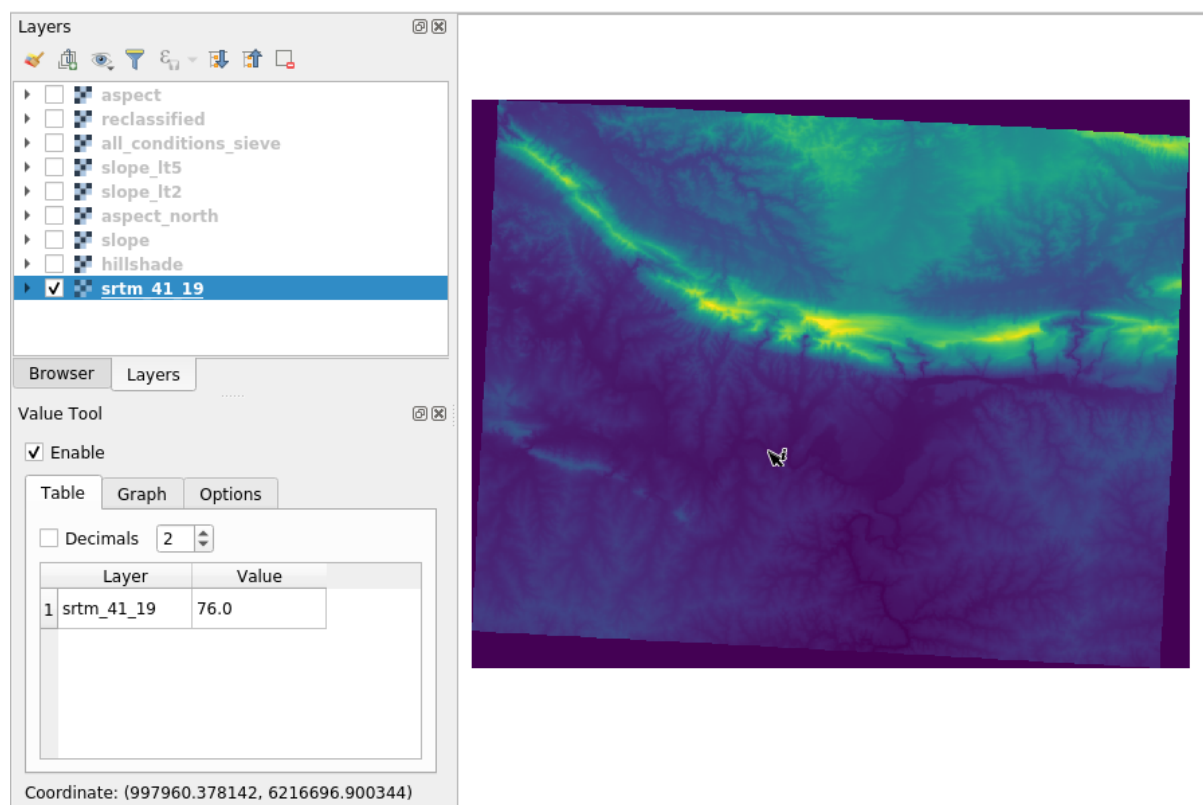 Layers
aspect
reclassified
all_conditions_sieve
slope_lt5
slope_lt2
aspect_north
slope
hillshade
srtm_41_19
Browser Layers
Value Tool
Enable
Table Graph Options
Decimals 2
Layer Value
1 srtm_41_19 76.0
Coordinate: (997960.378142, 6216696.900344)